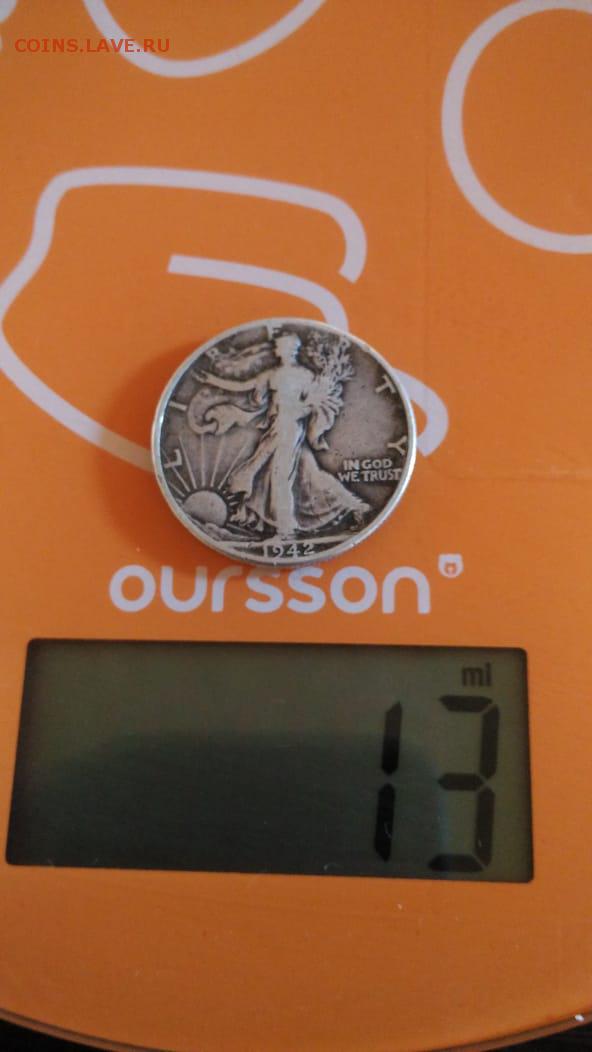 COINS.LAVE.RU
LIBERTY
IN GOD
WE TRUST
1942
oursson
ml
13